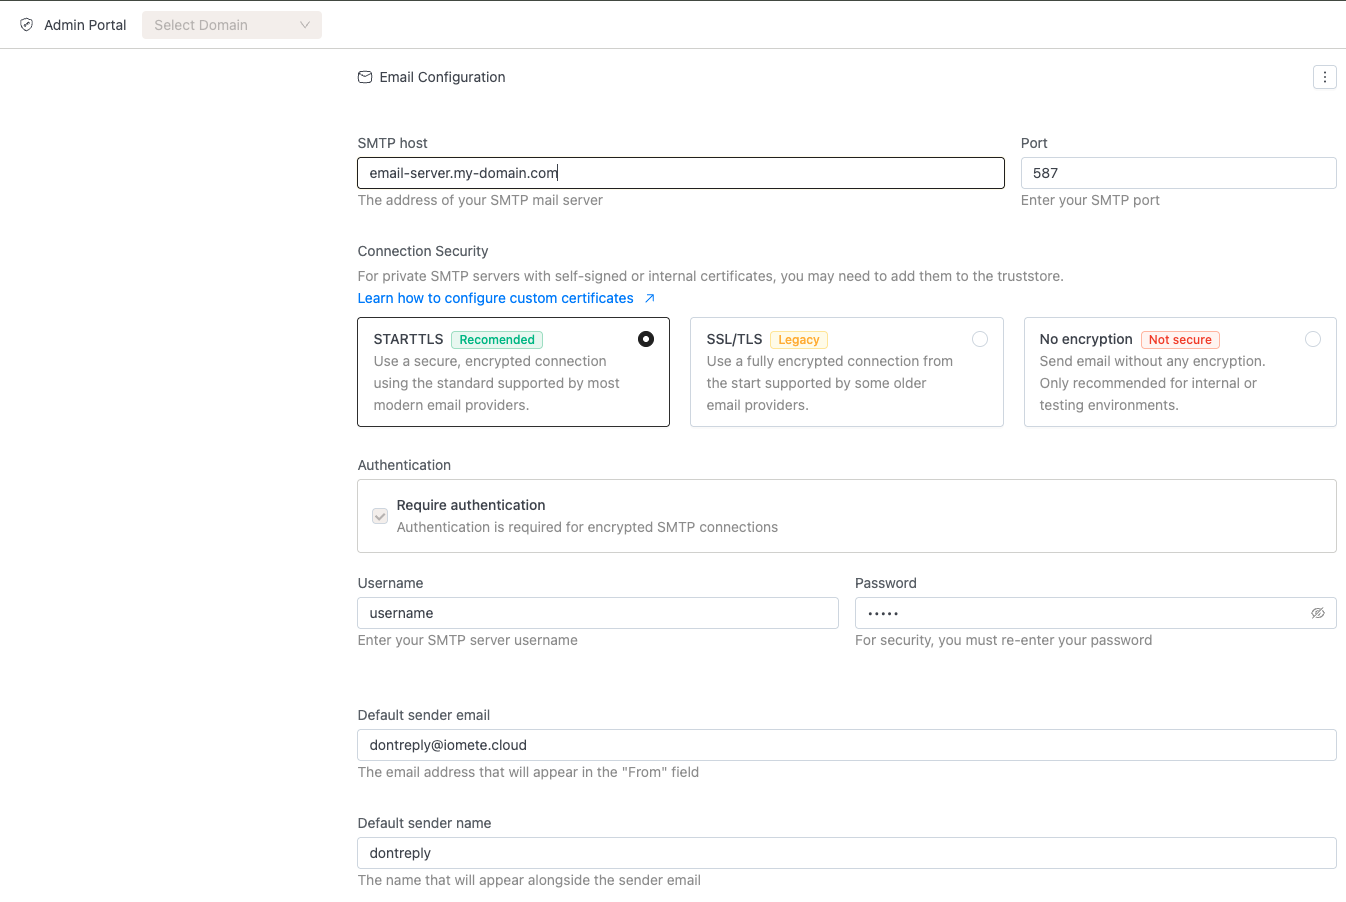 Admin Portal
Select Domain
Email Configuration
SMTP host
Port
email-server.my-domain.com
587
The address of your SMTP mail server
Enter your SMTP port
Connection Security
For private SMTP servers with self-signed or internal certificates, you may need to add them to the truststore.
Learn how to configure custom certificates
STARTTLS Recomended
Use a secure, encrypted connection
using the standard supported by most
modern email providers.
SSL/TLS Legacy
Use a fully encrypted connection from
the start supported by some older
email providers.
No encryption Not secure
Send email without any encryption.
Only recommended for internal or
testing environments.
Authentication
Require authentication
Authentication is required for encrypted SMTP connections
Username
Password
username
•••••
Enter your SMTP server username
For security, you must re-enter your password
Default sender email
dontreply@iomete.cloud
The email address that will appear in the "From" field
Default sender name
dontreply
The name that will appear alongside the sender email